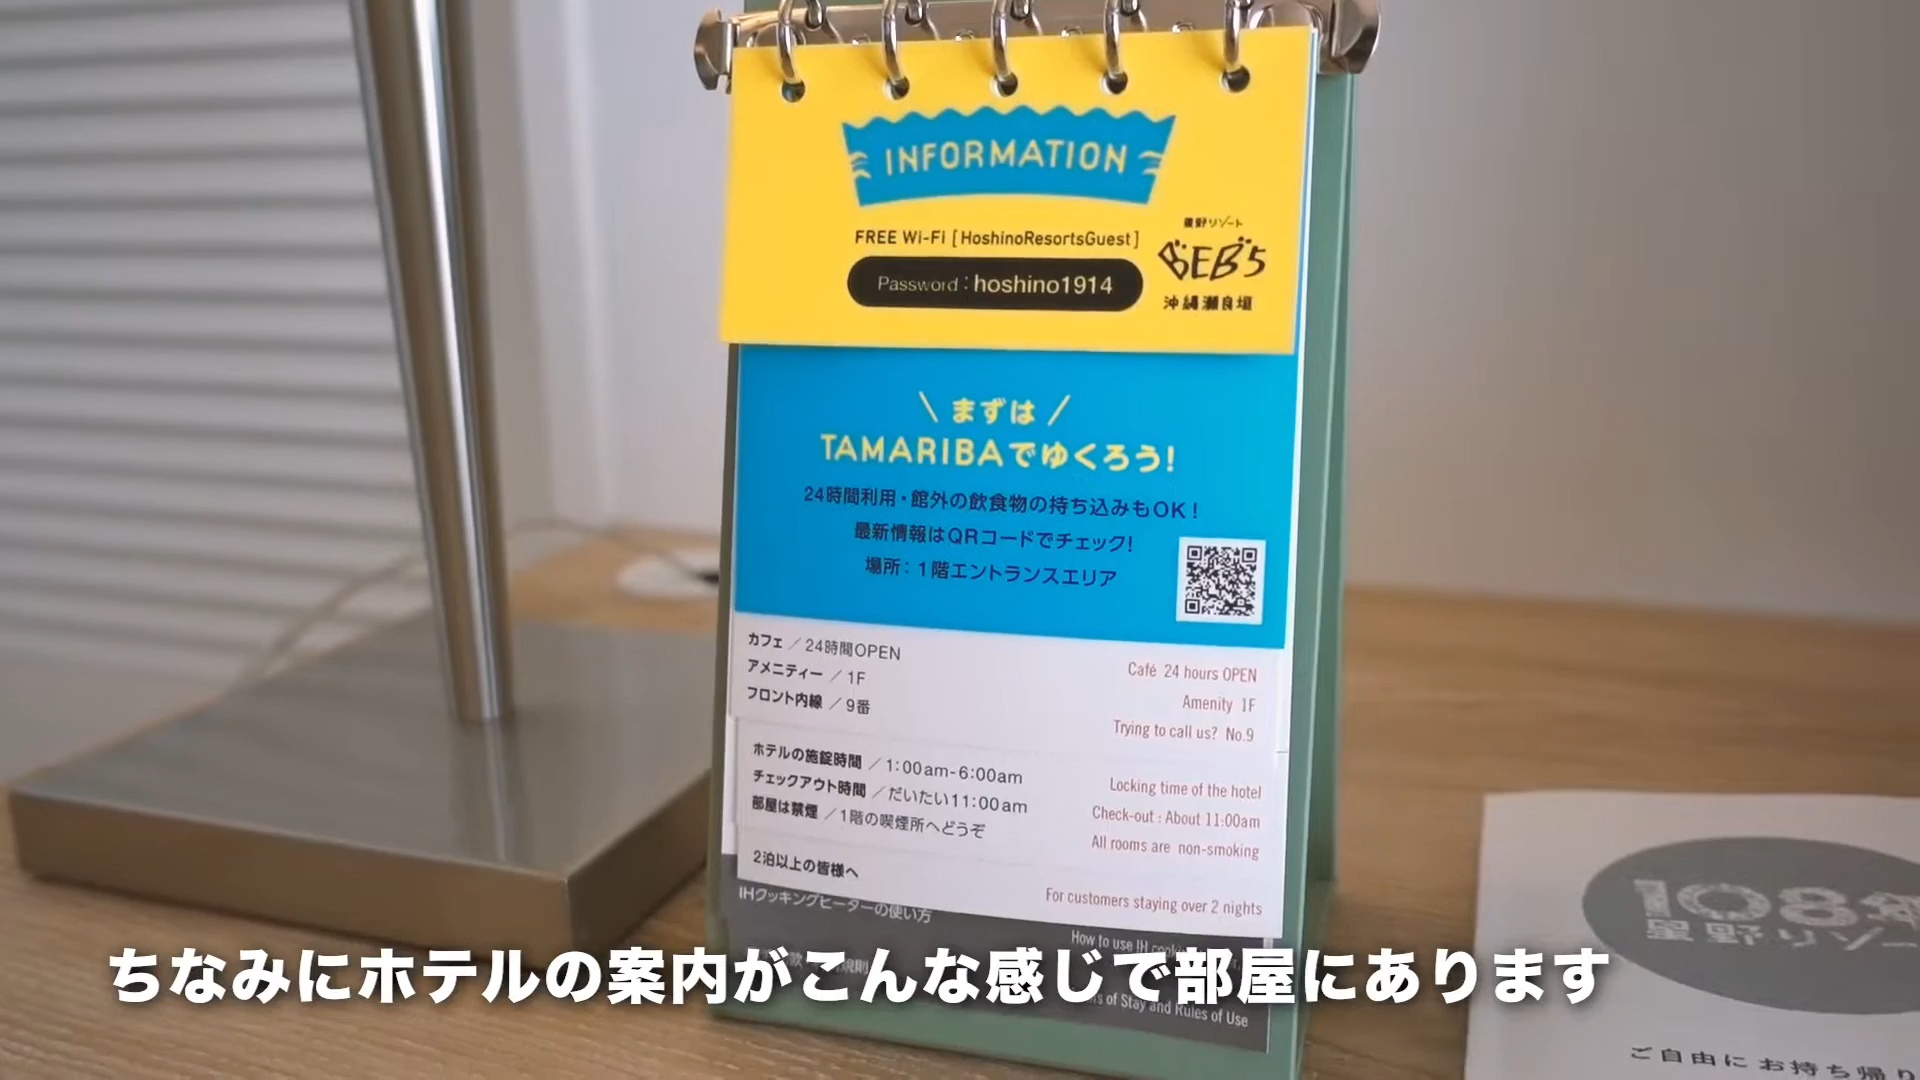 INFORMATION
FREE Wi-Fi [HoshinoResortsGuest]
Password：hoshino1914
星野リゾート
BEB5
沖縄瀬良垣
\ まずは /
TAMARIBAでゆくろう!
24時間利用・館外の飲食物の持ち込みもOK!
最新情報はQRコードでチェック!
場所：1階エントランスエリア
カフェ／24時間OPEN
Café 24 hours OPEN
アメニティー／1F
Amenity 1F
フロント内線／9番
Trying to call us? No.9
ホテルの施錠時間／1:00am-6:00am
Locking time of the hotel
チェックアウト時間／だいたい11:00am
Check-out : About 11:00am
部屋は禁煙／1階の喫煙所へどうぞ
All rooms are non-smoking
2泊以上の皆様へ
For customers staying over 2 nights
IHクッキングヒーターの使い方
How to use IH
of Stay and Rules of Use
ちなみにホテルの案内がこんな感じで部屋にあります
ご自由にお持ち帰り